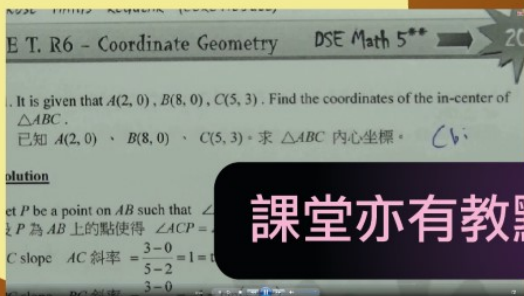 E T. R6 – Coordinate Geometry DSE Math 5** 20
. It is given that A(2, 0) , B(8, 0) , C(5, 3) . Find the coordinates of the in-center of
△ABC .
已知 A(2, 0) 、 B(8, 0) 、 C(5, 3)。求 △ABC 內心坐標。
olution
et P be a point on AB such that ∠
P 為 AB 上的點使得 ∠ACP =
C slope AC 斜率 = 3−0 / 5−2 = 1 =
課堂亦有教
3−0